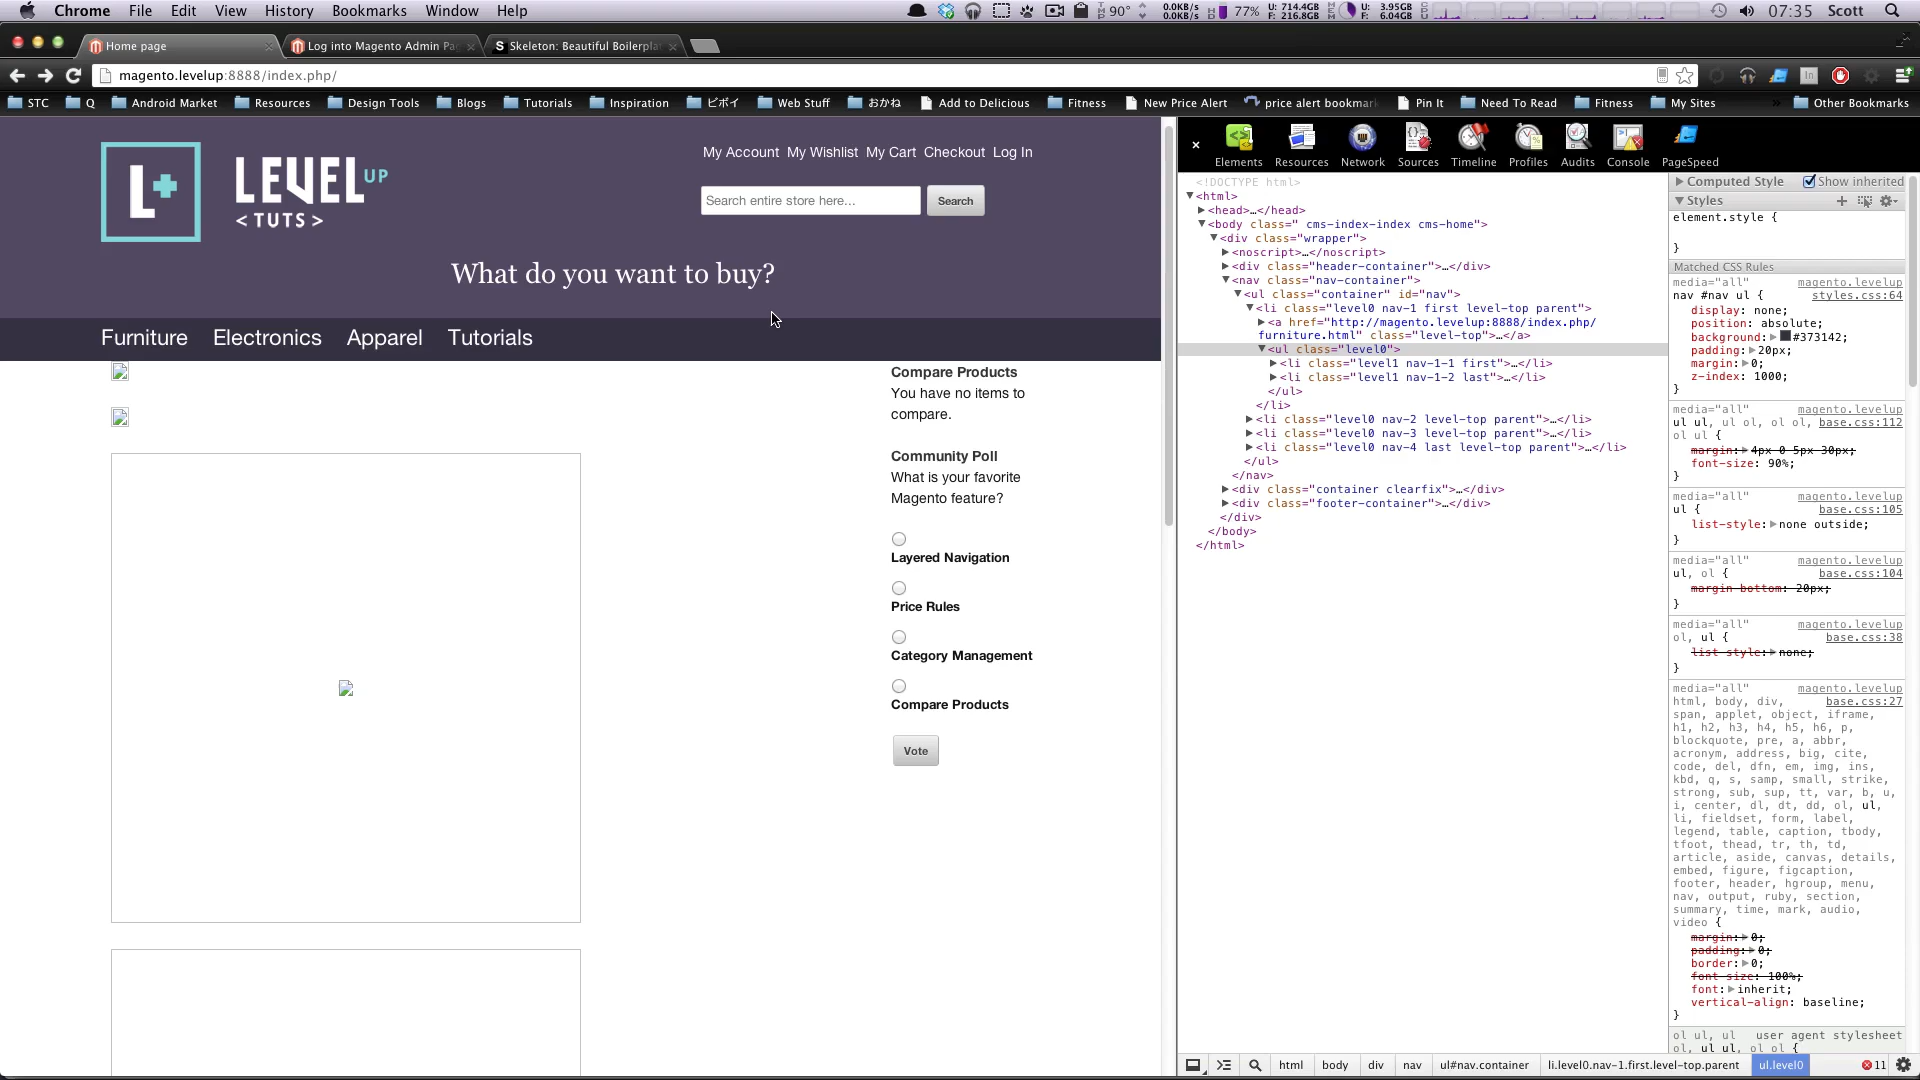 Chrome File Edit View History Bookmarks Window Help 90° 0.0KB/s 0.0KB/s 77% U: 714.4GB F: 216.8GB U: 3.95GB F: 6.04GB 07:35 Scott
Home page Log into Magento Admin Pa Skeleton: Beautiful Boilerplat
magento.levelup:8888/index.php/
STC Q Android Market Resources Design Tools Blogs Tutorials Inspiration ビボイ Web Stuff おかね Add to Delicious Fitness New Price Alert price alert bookmar Pin It Need To Read Fitness My Sites » Other Bookmarks
My Account My Wishlist My Cart Checkout Log In
L+ LEVEL UP
< TUTS >
Search entire store here... Search
What do you want to buy?
Furniture Electronics Apparel Tutorials
Compare Products
You have no items to
compare.
Community Poll
What is your favorite
Magento feature?
Layered Navigation
Price Rules
Category Management
Compare Products
Vote
× Elements Resources Network Sources Timeline Profiles Audits Console PageSpeed
<!DOCTYPE html>
<html>
<head>…</head>
<body class=" cms-index-index cms-home">
<div class="wrapper">
<noscript>…</noscript>
<div class="header-container">…</div>
<nav class="nav-container">
<ul class="container" id="nav">
<li class="level0 nav-1 first level-top parent">
<a href="http://magento.levelup:8888/index.php/
furniture.html" class="level-top">…</a>
<ul class="level0">
<li class="level1 nav-1-1 first">…</li>
<li class="level1 nav-1-2 last">…</li>
</ul>
</li>
<li class="level0 nav-2 level-top parent">…</li>
<li class="level0 nav-3 level-top parent">…</li>
<li class="level0 nav-4 last level-top parent">…</li>
</ul>
</nav>
<div class="container clearfix">…</div>
<div class="footer-container">…</div>
</div>
</body>
</html>
Computed Style Show inherited
Styles
element.style {
}
Matched CSS Rules
media="all" magento.levelup
nav #nav ul { styles.css:64
display: none;
position: absolute;
background: #373142;
padding: 20px;
margin: 0;
z-index: 1000;
}
media="all" magento.levelup
ul ul, ul ol, ol ol, base.css:112
ol ul {
margin: 4px 0 5px 30px;
font-size: 90%;
}
media="all" magento.levelup
ul { base.css:105
list-style: none outside;
}
media="all" magento.levelup
ul, ol { base.css:104
margin-bottom: 20px;
}
media="all" magento.levelup
ol, ul { base.css:38
list-style: none;
}
media="all" magento.levelup
html, body, div, base.css:27
span, applet, object, iframe,
h1, h2, h3, h4, h5, h6, p,
blockquote, pre, a, abbr,
acronym, address, big, cite,
code, del, dfn, em, img, ins,
kbd, q, s, samp, small, strike,
strong, sub, sup, tt, var, b, u,
i, center, dl, dt, dd, ol, ul,
li, fieldset, form, label,
legend, table, caption, tbody,
tfoot, thead, tr, th, td,
article, aside, canvas, details,
embed, figure, figcaption,
footer, header, hgroup, menu,
nav, output, ruby, section,
summary, time, mark, audio,
video {
margin: 0;
padding: 0;
border: 0;
font-size: 100%;
font: inherit;
vertical-align: baseline;
}
ol ul, ul user agent stylesheet
ol, ul ul, ol ol {
html body div nav ul#nav.container li.level0.nav-1.first.level-top.parent ul.level0 11